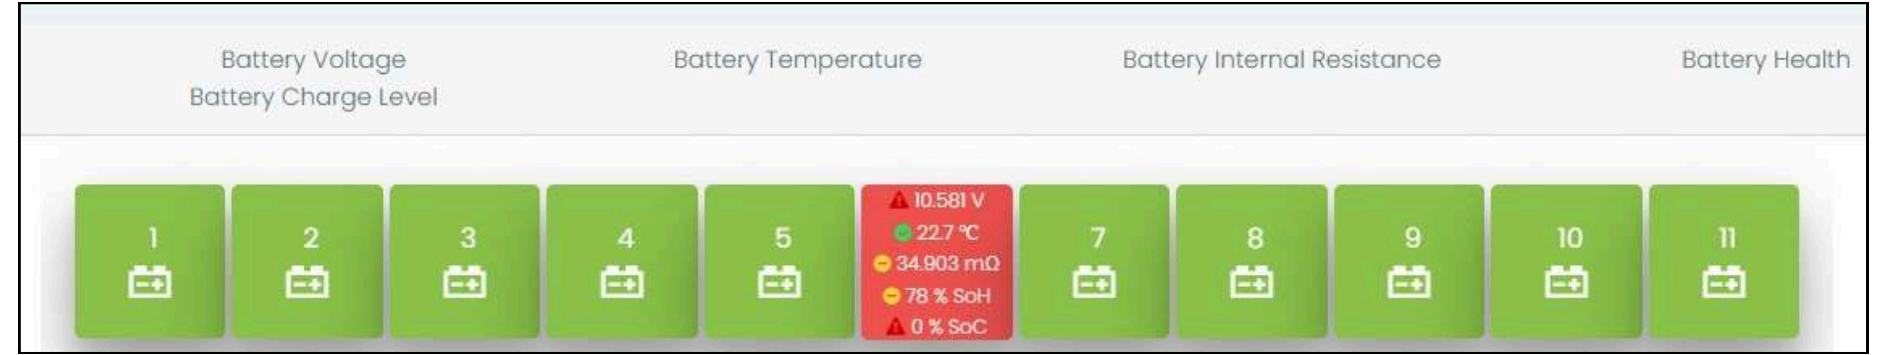 Battery Voltage Battery Temperature Battery Internal Resistance Battery Health
Battery Charge Level
1 2 3 4 5
10.581 V
22.7 °C
34.903 mΩ
78 % SoH
0 % SoC
7 8 9 10 11